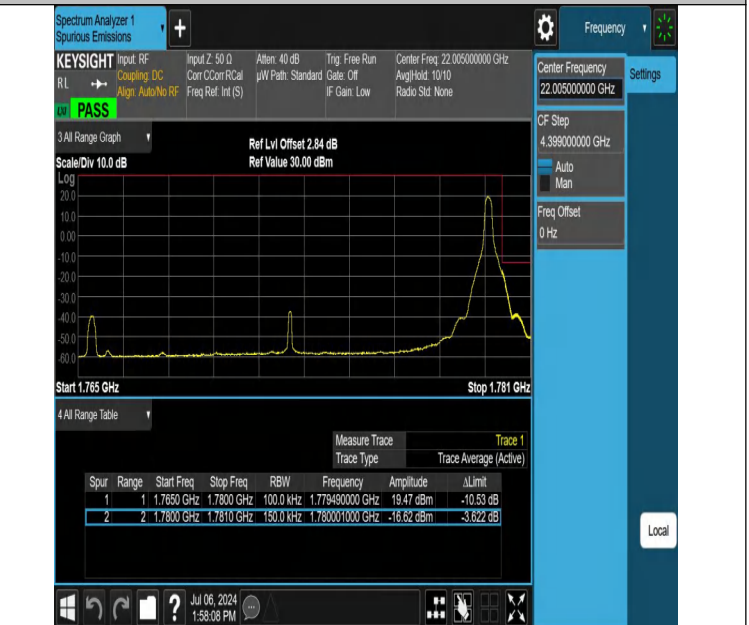 Spectrum Analyzer 1
Spurious Emissions
+
Frequency
KEYSIGHT Input: RF Input Z: 50 Ω Atten: 40 dB Trig: Free Run Center Freq: 22.005000000 GHz
Coupling: DC Corr CCorr RCal µW Path: Standard Gate: Off Avg|Hold: 10/10
RL Align: Auto/No RF Freq Ref: Int (S) IF Gain: Low Radio Std: None
PASS
Center Frequency
22.005000000 GHz
Settings
CF Step
4.399000000 GHz
Auto
Man
Freq Offset
0 Hz
3 All Range Graph
Ref Lvl Offset 2.84 dB
Scale/Div 10.0 dB Ref Value 30.00 dBm
Log
20.0
10.0
0.00
-10.0
-20.0
-30.0
-40.0
-50.0
-60.0
Start 1.765 GHz Stop 1.781 GHz
4 All Range Table
Measure Trace Trace 1
Trace Type Trace Average (Active)
Spur Range Start Freq Stop Freq RBW Frequency Amplitude ΔLimit
1 1 1.7650 GHz 1.7800 GHz 100.0 kHz 1.779490000 GHz 19.47 dBm -10.53 dB
2 2 1.7800 GHz 1.7810 GHz 150.0 kHz 1.780001000 GHz -16.62 dBm -3.622 dB
Local
? Jul 06, 2024
1:58:08 PM